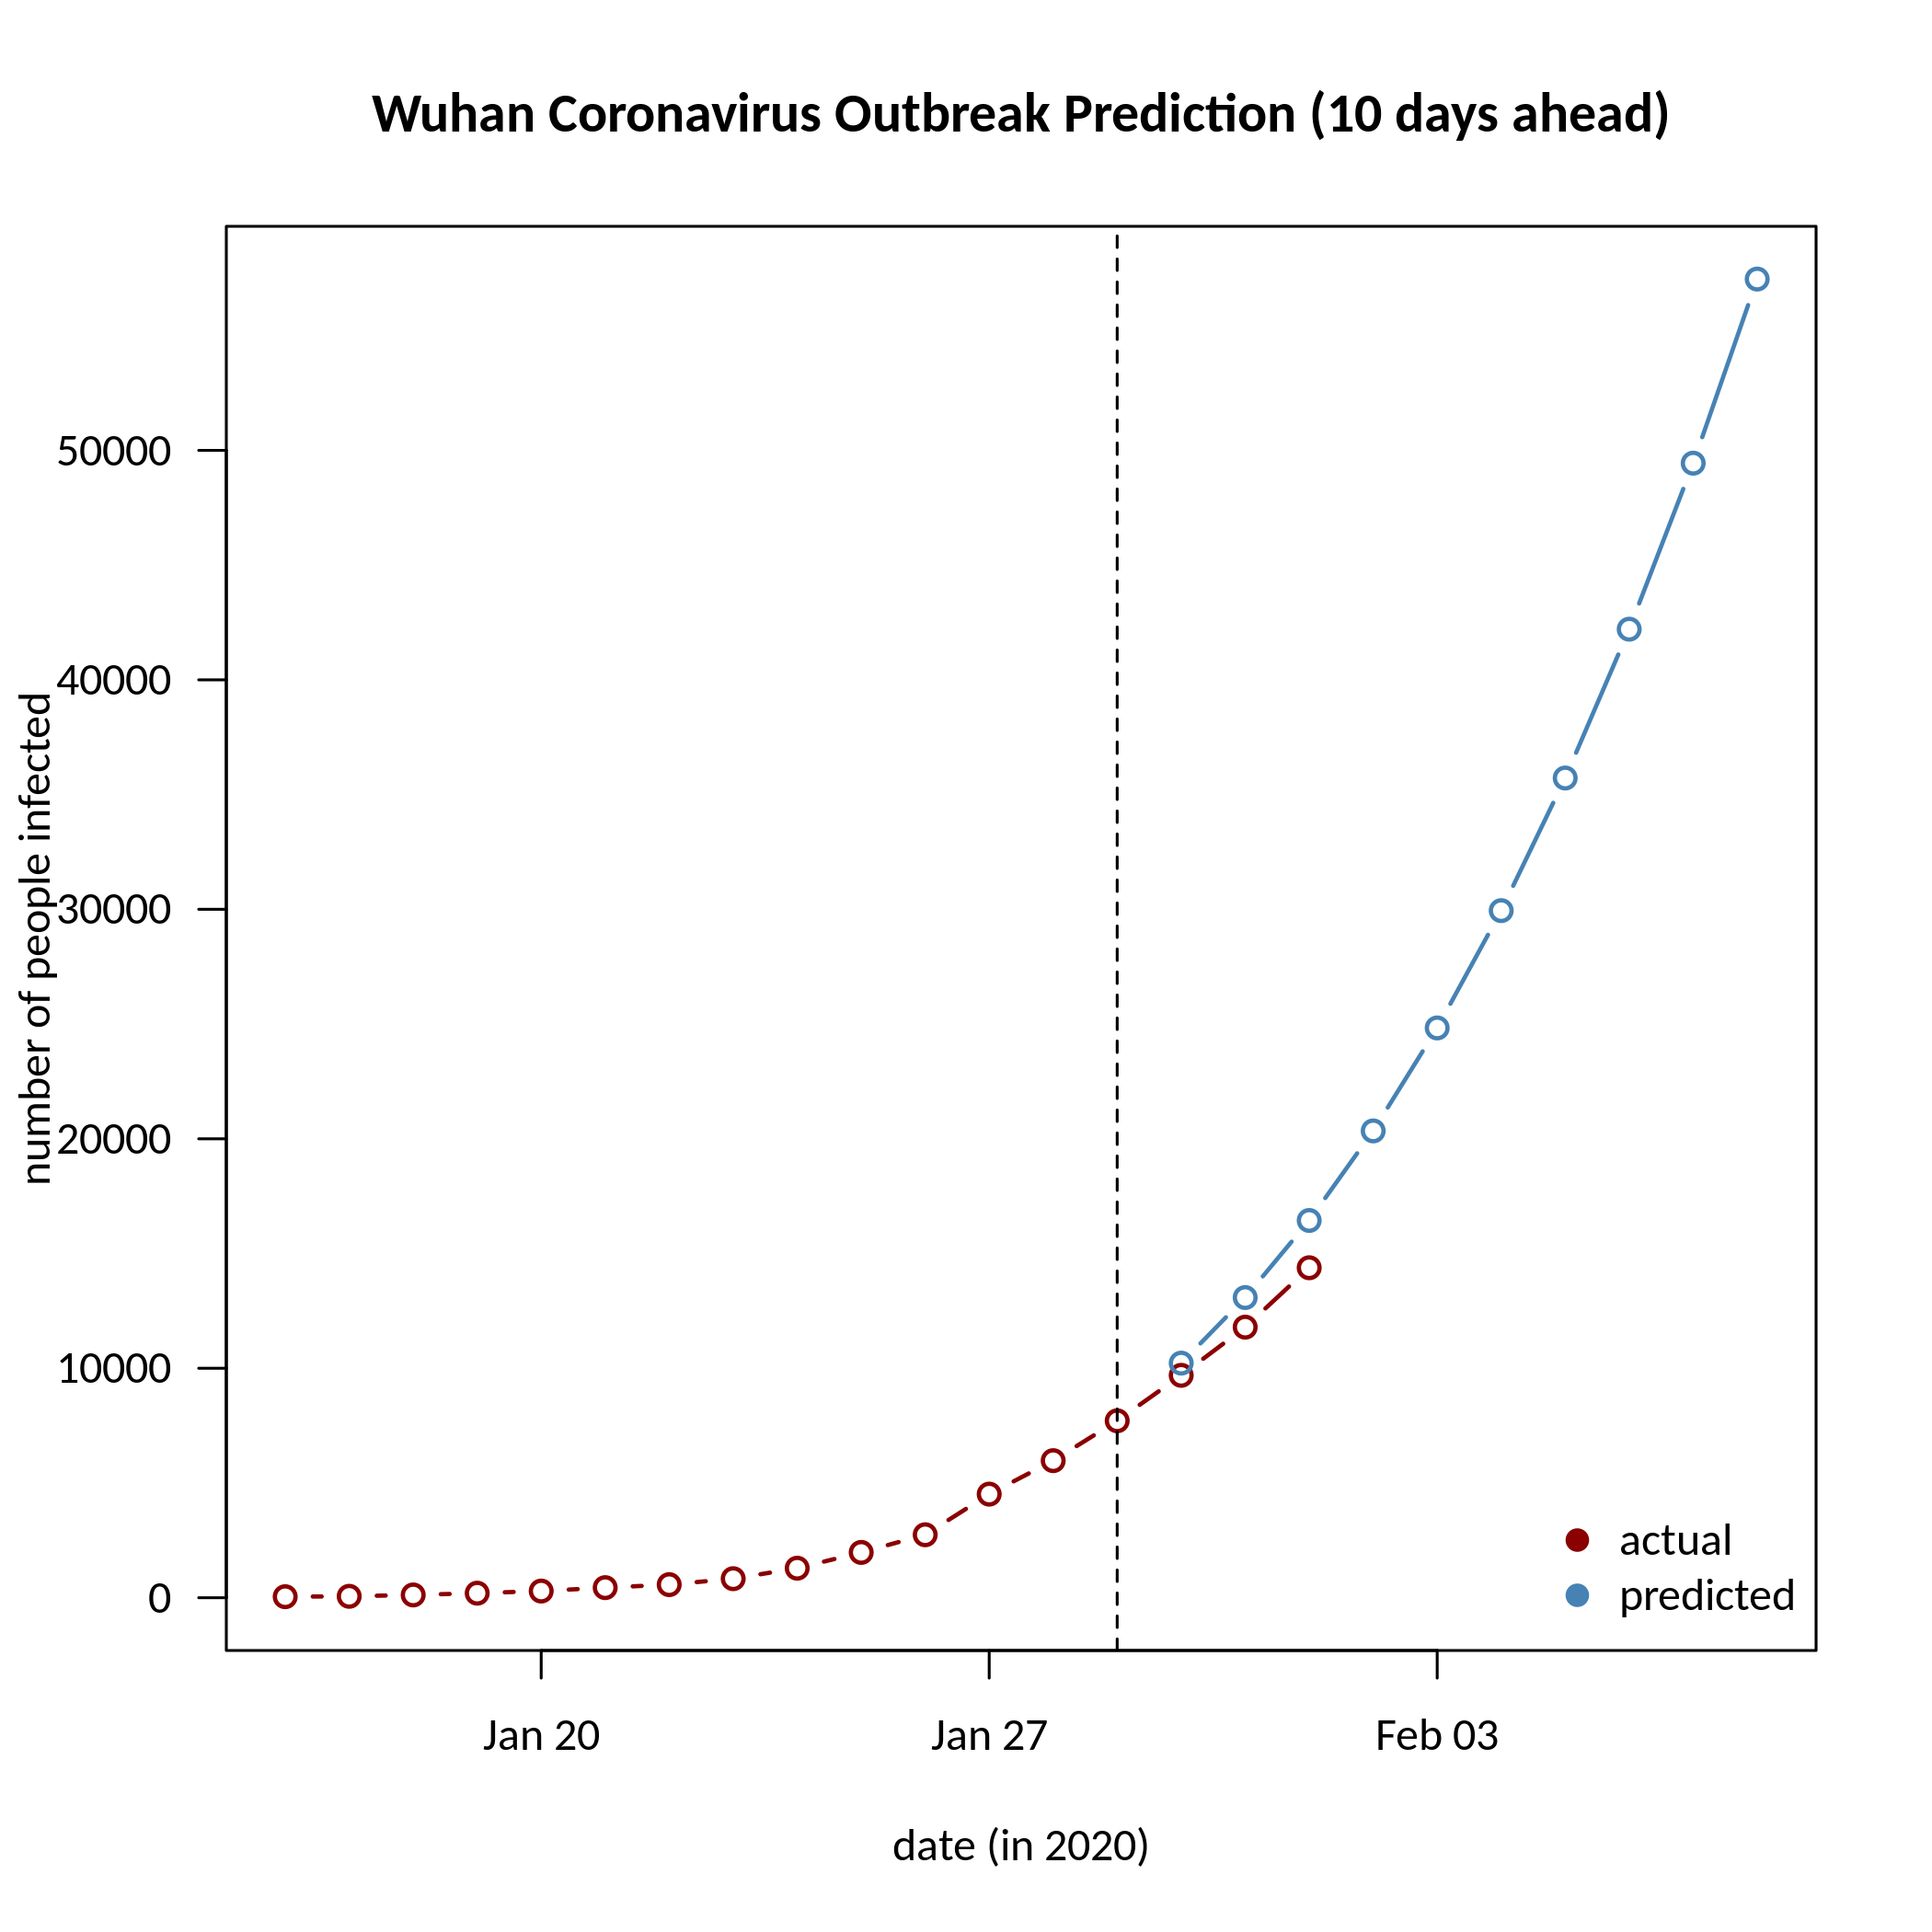 Wuhan Coronavirus Outbreak Prediction (10 days ahead)
number of people infected
50000
40000
30000
20000
10000
0
actual
predicted
Jan 20
Jan 27
Feb 03
date (in 2020)